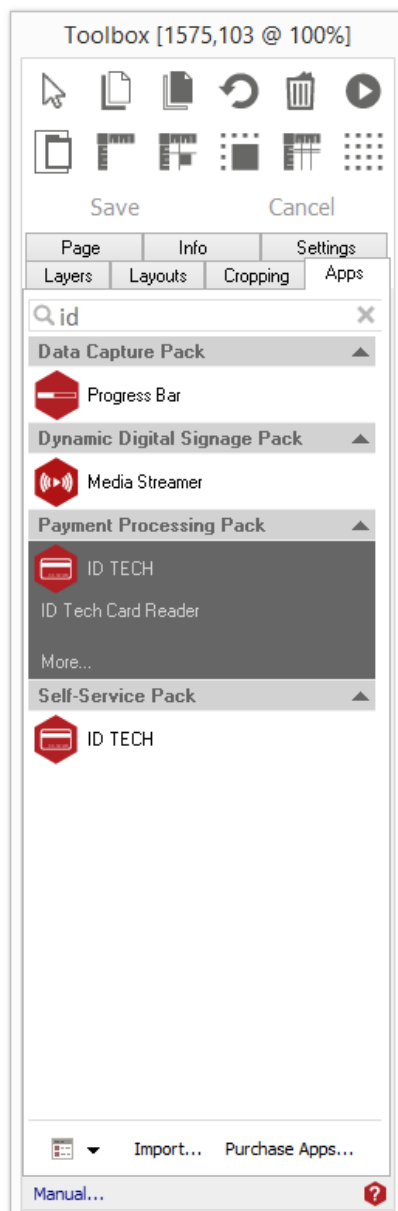 Toolbox [1575,103 @ 100%]
Save Cancel
Page Info Settings
Layers Layouts Cropping Apps
id
Data Capture Pack
Progress Bar
Dynamic Digital Signage Pack
Media Streamer
Payment Processing Pack
ID TECH
ID Tech Card Reader
More...
Self-Service Pack
ID TECH
Import... Purchase Apps...
Manual... ?